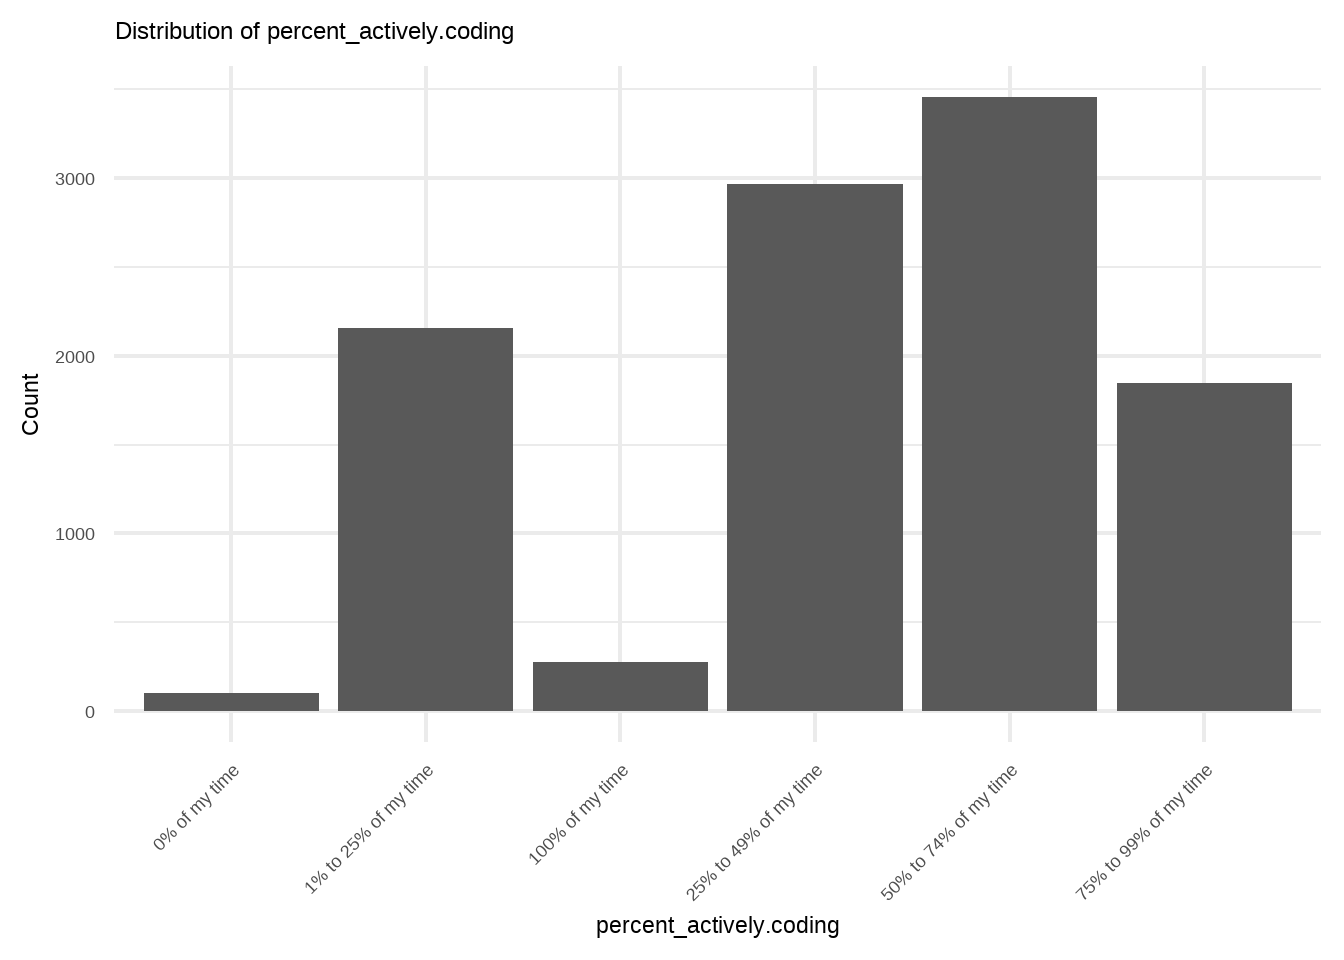 Distribution of percent_actively.coding
Count
3000
2000
1000
0
0% of my time
1% to 25% of my time
100% of my time
25% to 49% of my time
50% to 74% of my time
75% to 99% of my time
percent_actively.coding